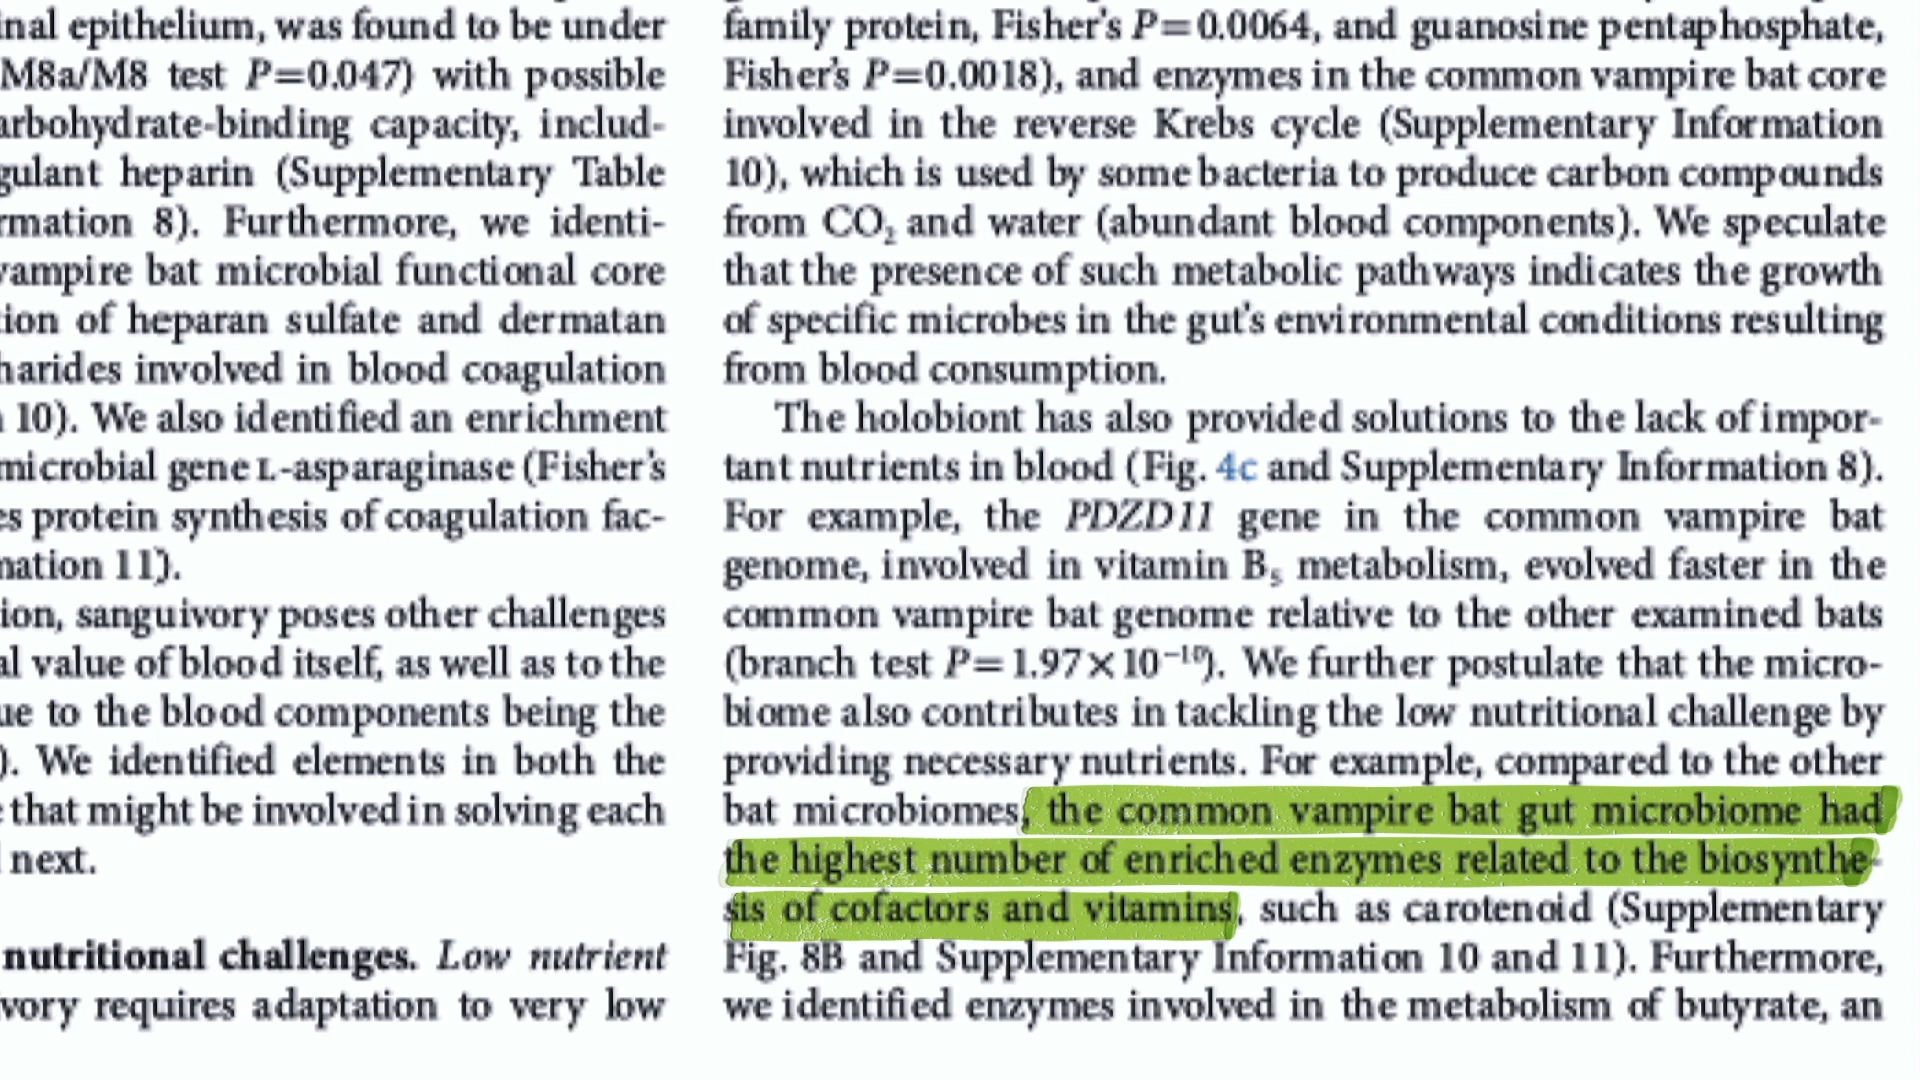 nal epithelium, was found to be under
M8a/M8 test P=0.047) with possible
arbohydrate-binding capacity, includ-
gulant heparin (Supplementary Table
rmation 8). Furthermore, we identi-
vampire bat microbial functional core
ion of heparan sulfate and dermatan
harides involved in blood coagulation
10). We also identified an enrichment
microbial gene L-asparaginase (Fisher's
es protein synthesis of coagulation fac-
mation 11).
ion, sanguivory poses other challenges
al value of blood itself, as well as to the
ue to the blood components being the
). We identified elements in both the
that might be involved in solving each
next.
nutritional challenges. Low nutrient
vory requires adaptation to very low
family protein, Fisher's P=0.0064, and guanosine pentaphosphate,
Fisher's P=0.0018), and enzymes in the common vampire bat core
involved in the reverse Krebs cycle (Supplementary Information
10), which is used by some bacteria to produce carbon compounds
from CO₂ and water (abundant blood components). We speculate
that the presence of such metabolic pathways indicates the growth
of specific microbes in the gut's environmental conditions resulting
from blood consumption.
The holobiont has also provided solutions to the lack of impor-
tant nutrients in blood (Fig. 4c and Supplementary Information 8).
For example, the PDZD11 gene in the common vampire bat
genome, involved in vitamin B₅ metabolism, evolved faster in the
common vampire bat genome relative to the other examined bats
(branch test P=1.97×10⁻¹⁰). We further postulate that the micro-
biome also contributes in tackling the low nutritional challenge by
providing necessary nutrients. For example, compared to the other
bat microbiomes, the common vampire bat gut microbiome had
the highest number of enriched enzymes related to the biosynthe-
sis of cofactors and vitamins, such as carotenoid (Supplementary
Fig. 8B and Supplementary Information 10 and 11). Furthermore,
we identified enzymes involved in the metabolism of butyrate, an